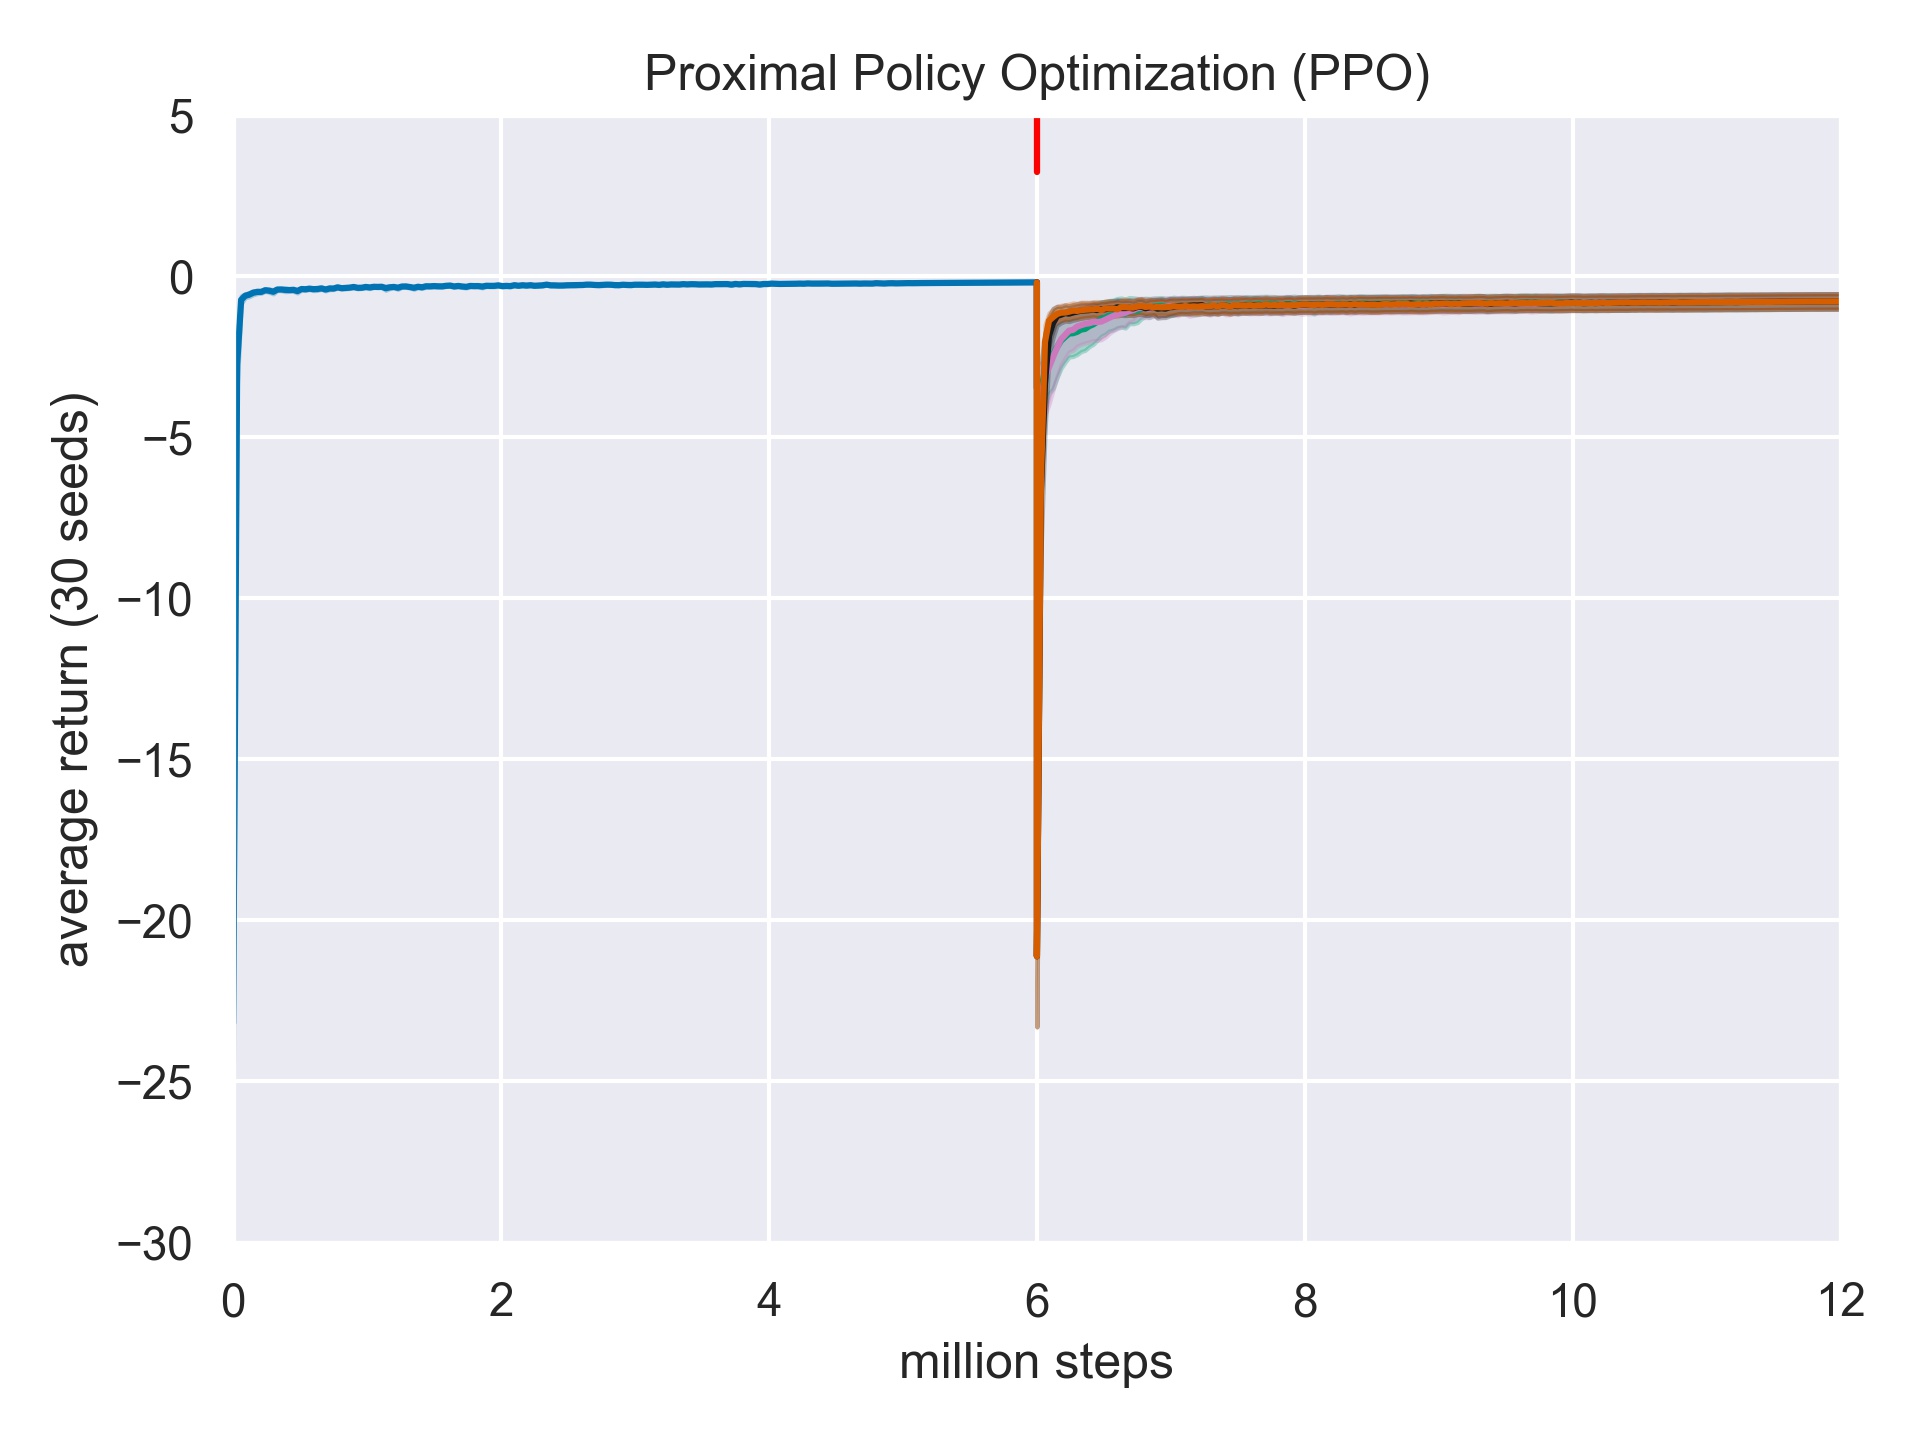 Proximal Policy Optimization (PPO)
5
0
−5
−10
−15
−20
−25
−30
average return (30 seeds)
0 2 4 6 8 10 12
million steps